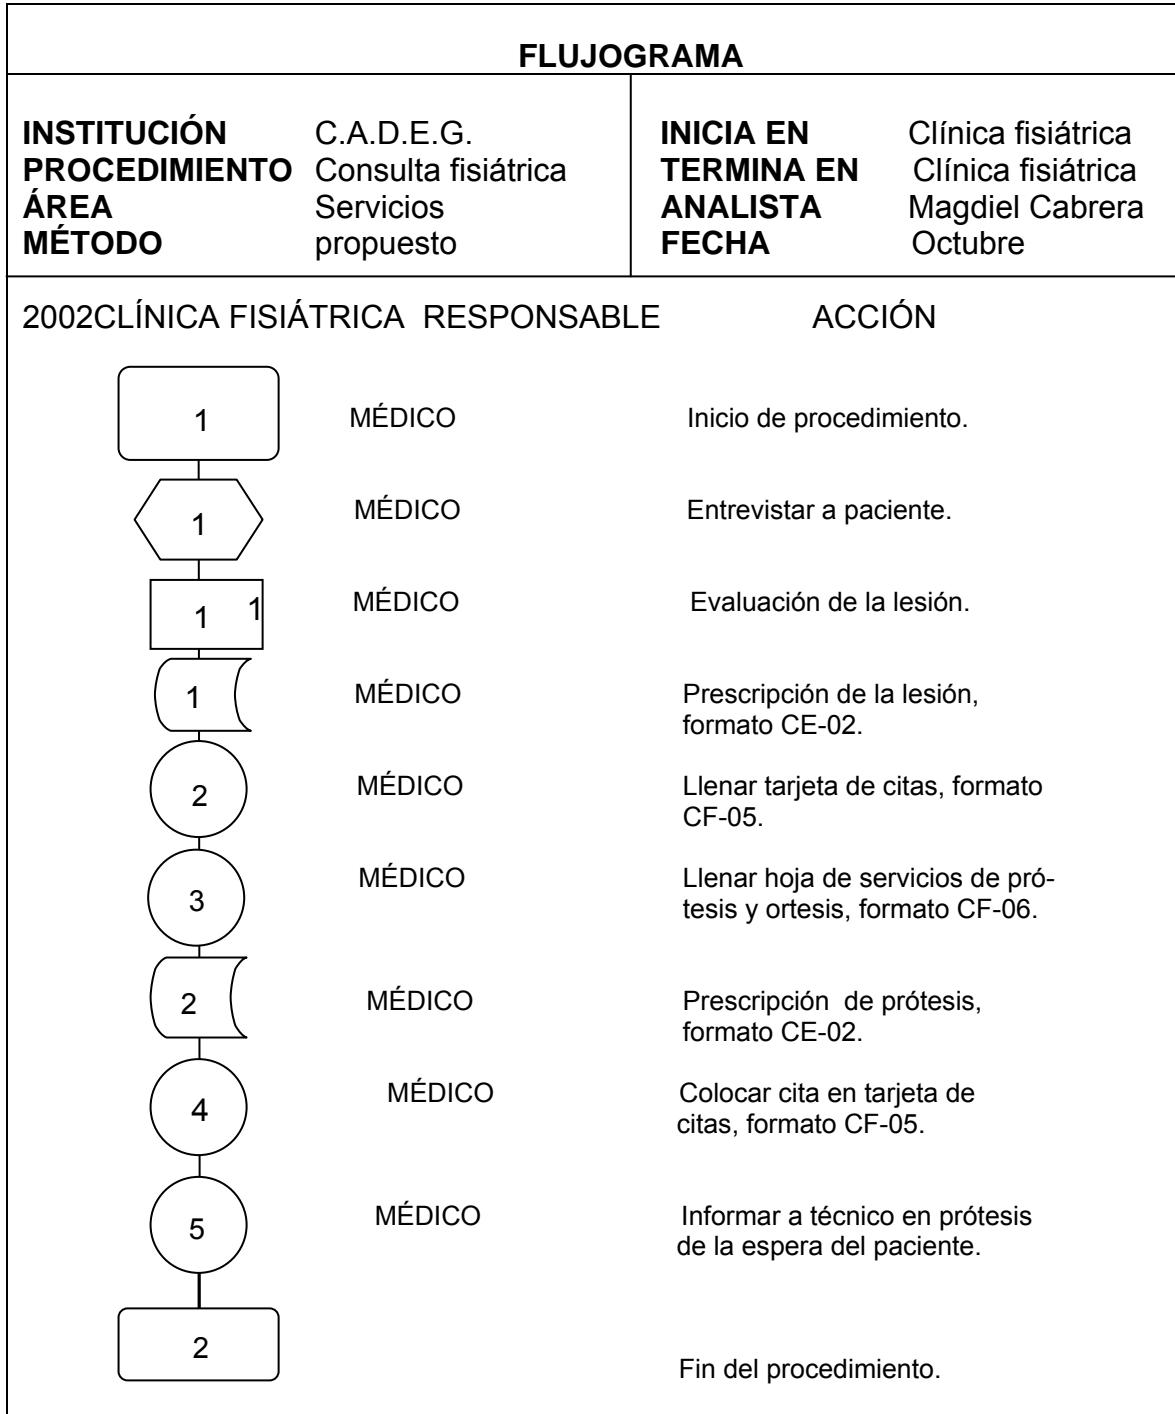 FLUJOGRAMA
INSTITUCIÓN C.A.D.E.G.
PROCEDIMIENTO Consulta fisiátrica
ÁREA Servicios
MÉTODO propuesto
INICIA EN Clínica fisiátrica
TERMINA EN Clínica fisiátrica
ANALISTA Magdiel Cabrera
FECHA Octubre
2002CLÍNICA FISIÁTRICA RESPONSABLE ACCIÓN
1 MÉDICO Inicio de procedimiento.
1 MÉDICO Entrevistar a paciente.
1 1 MÉDICO Evaluación de la lesión.
1 MÉDICO Prescripción de la lesión,
formato CE-02.
2 MÉDICO Llenar tarjeta de citas, formato
CF-05.
3 MÉDICO Llenar hoja de servicios de pró-
tesis y ortesis, formato CF-06.
2 MÉDICO Prescripción de prótesis,
formato CE-02.
4 MÉDICO Colocar cita en tarjeta de
citas, formato CF-05.
5 MÉDICO Informar a técnico en prótesis
de la espera del paciente.
2
Fin del procedimiento.